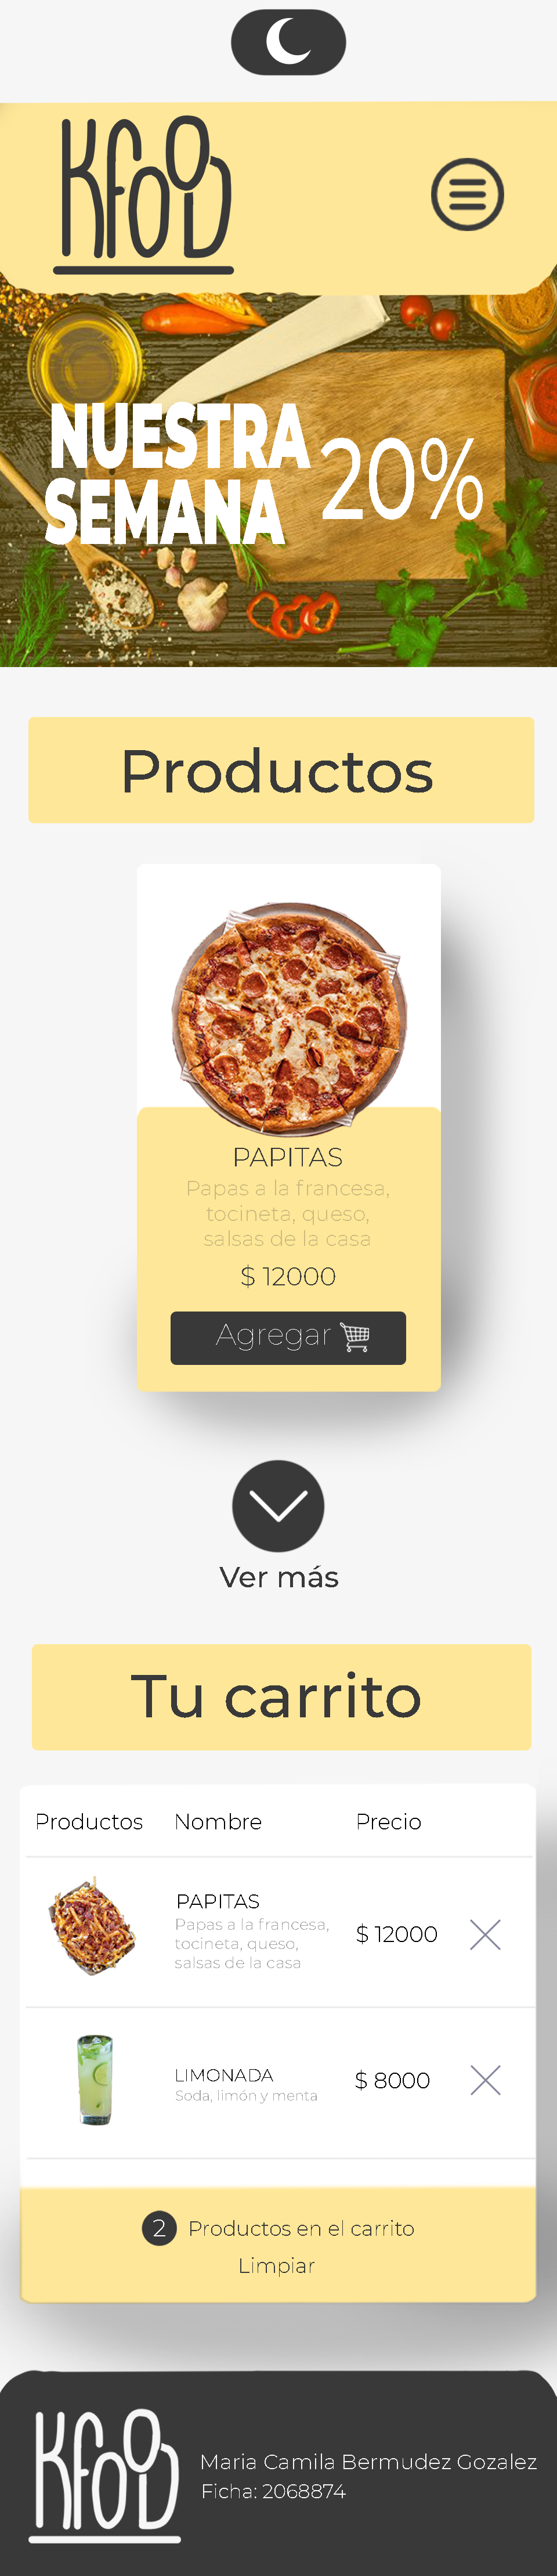 KFOOD
NUESTRA
SEMANA
20%
Productos
PAPITAS
Papas a la francesa,
tocineta, queso,
salsas de la casa
$ 12000
Agregar
Ver más
Tu carrito
Productos Nombre Precio
PAPITAS
Papas a la francesa,
tocineta, queso,
salsas de la casa
$ 12000
LIMONADA
Soda, limón y menta
$ 8000
2 Productos en el carrito
Limpiar
KFOOD
Maria Camila Bermudez Gozalez
Ficha: 2068874